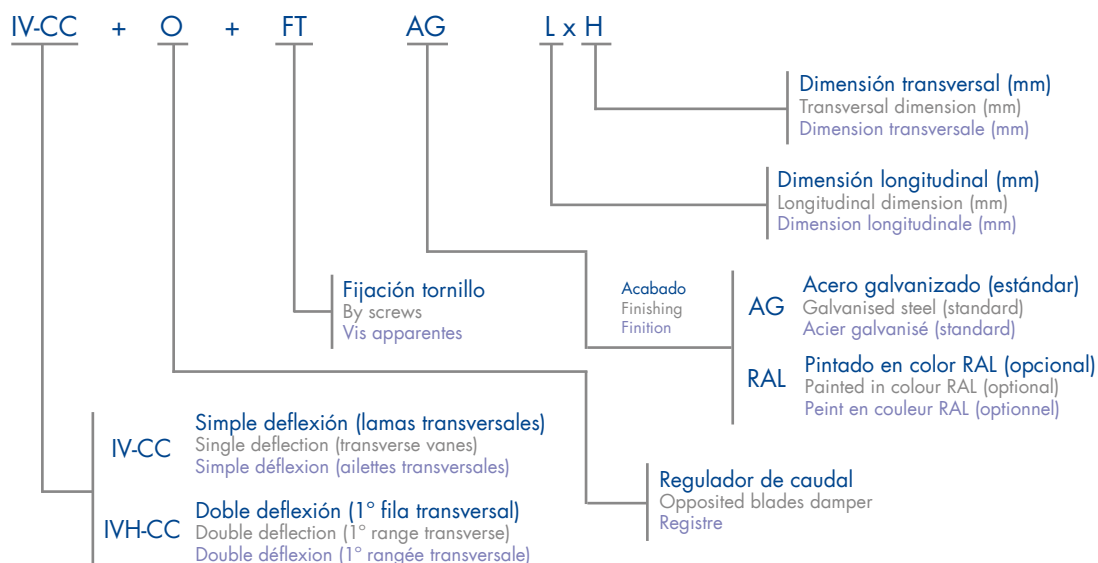 IV-CC + O + FT AG L x H
Dimensión transversal (mm)
Transversal dimension (mm)
Dimension transversale (mm)
Dimensión longitudinal (mm)
Longitudinal dimension (mm)
Dimension longitudinale (mm)
Fijación tornillo
By screws
Vis apparentes
Acabado
Finishing
Finition
AG
Acero galvanizado (estándar)
Galvanised steel (standard)
Acier galvanisé (standard)
RAL
Pintado en color RAL (opcional)
Painted in colour RAL (optional)
Peint en couleur RAL (optionnel)
IV-CC
Simple deflexión (lamas transversales)
Single deflection (transverse vanes)
Simple déflexion (ailettes transversales)
IVH-CC
Doble deflexión (1º fila transversal)
Double deflection (1º range transverse)
Double déflexion (1º rangée transversale)
Regulador de caudal
Opposited blades damper
Registre